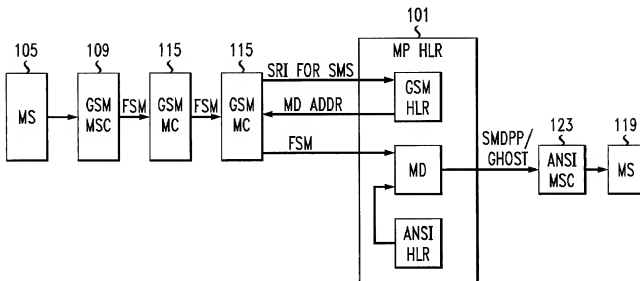 101
105
109
115
115
MP HLR
MS
GSM
MSC
FSM
GSM
MC
FSM
GSM
MC
SRI FOR SMS
MD ADDR
FSM
GSM
HLR
MD
ANSI
HLR
SMDPP/
GHOST
123
ANSI
MSC
119
MS